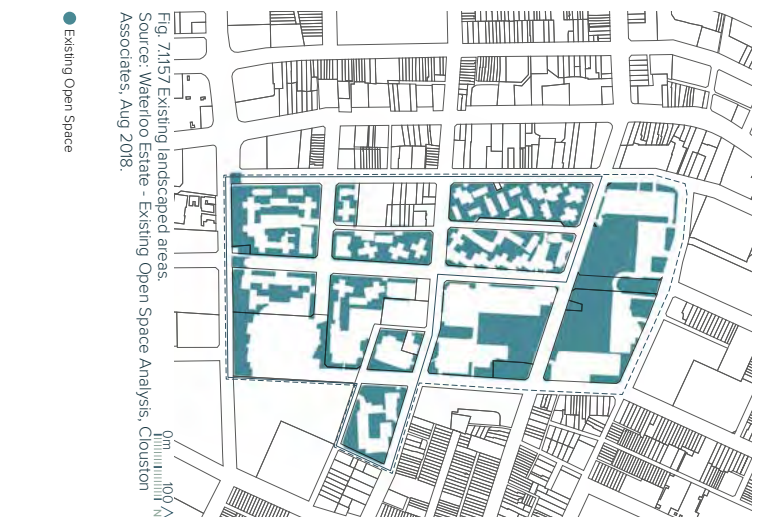 Existing Open Space
Fig. 7.1.157 Existing landscaped areas.
Source: Waterloo Estate - Existing Open Space Analysis, Clouston
Associates, Aug 2018.
0m
100
N